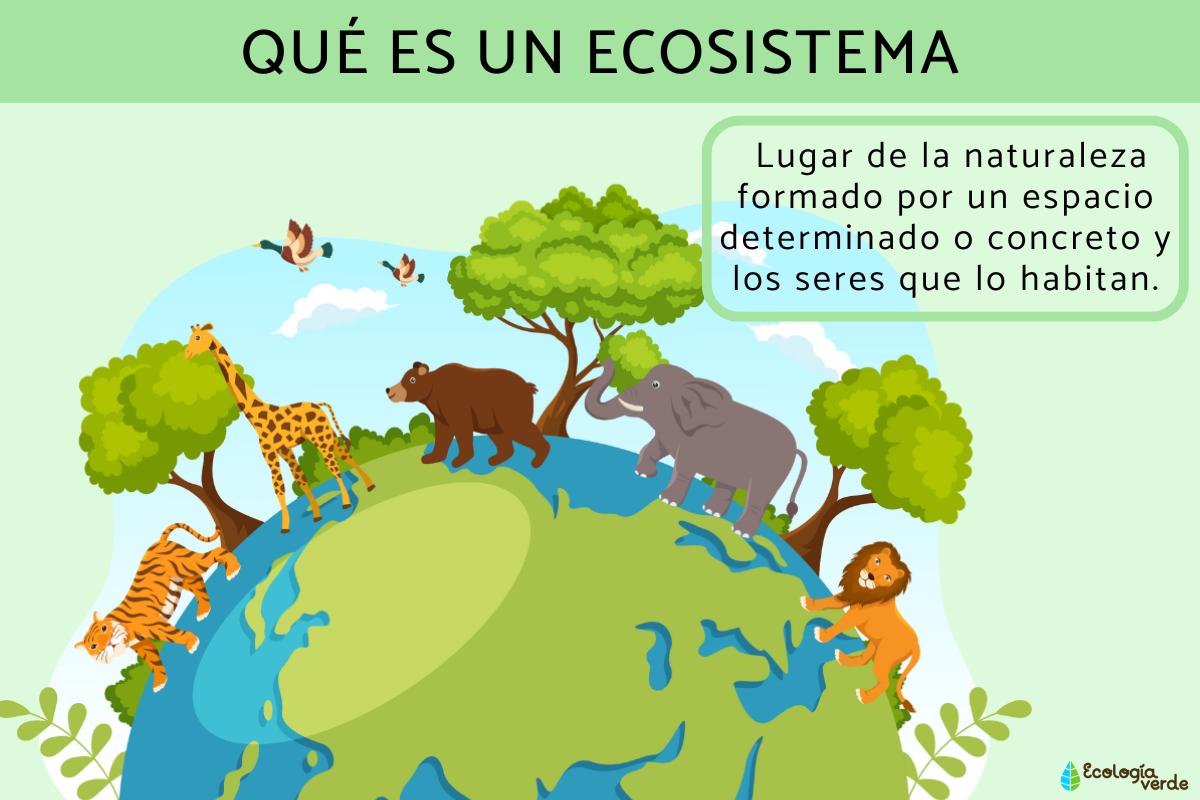 QUÉ ES UN ECOSISTEMA
Lugar de la naturaleza
formado por un espacio
determinado o concreto y
los seres que lo habitan.
Ecología
verde